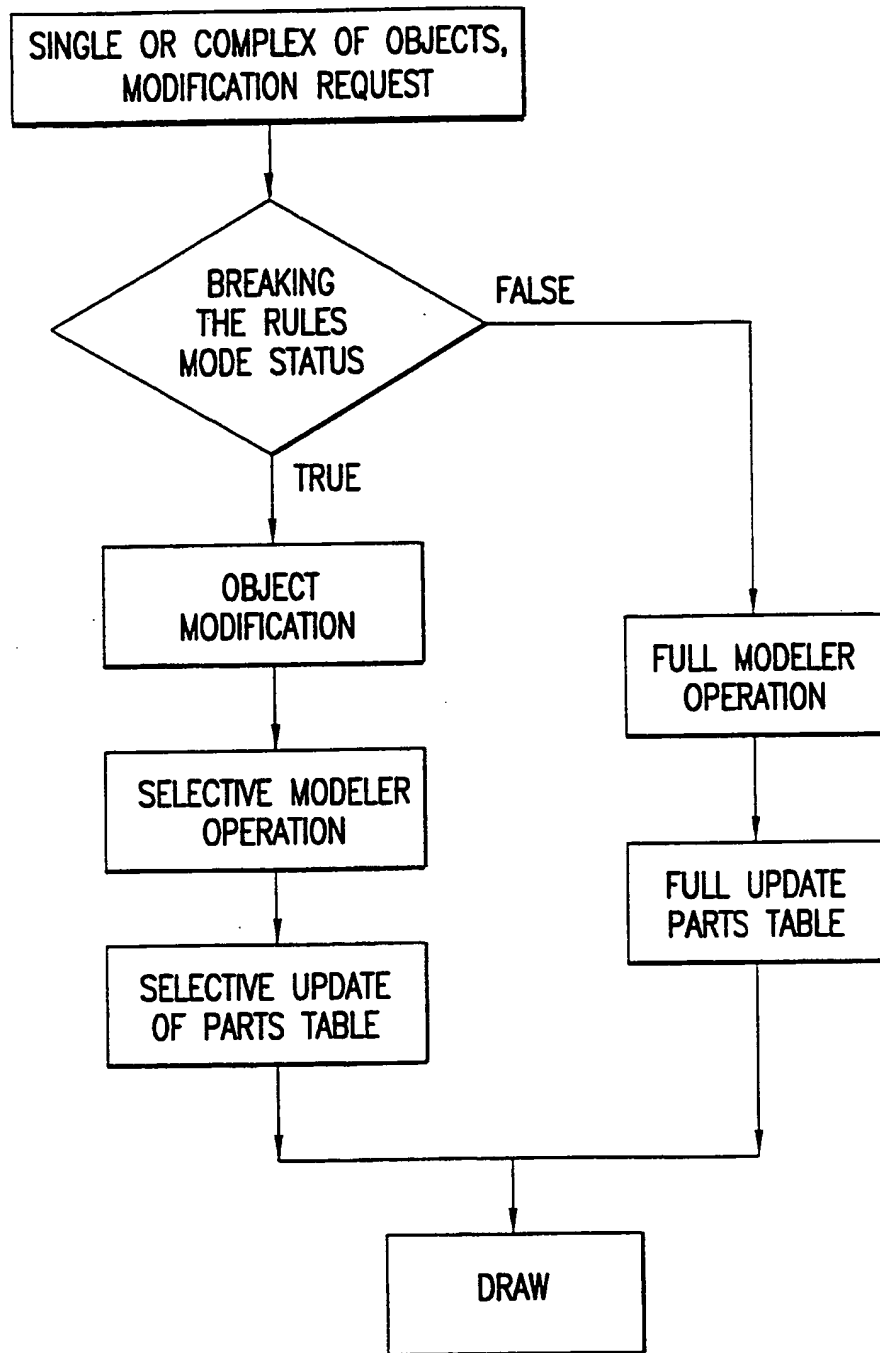 SINGLE OR COMPLEX OF OBJECTS,
MODIFICATION REQUEST
BREAKING
THE RULES
MODE STATUS
FALSE
TRUE
OBJECT
MODIFICATION
FULL MODELER
OPERATION
SELECTIVE MODELER
OPERATION
FULL UPDATE
PARTS TABLE
SELECTIVE UPDATE
OF PARTS TABLE
DRAW